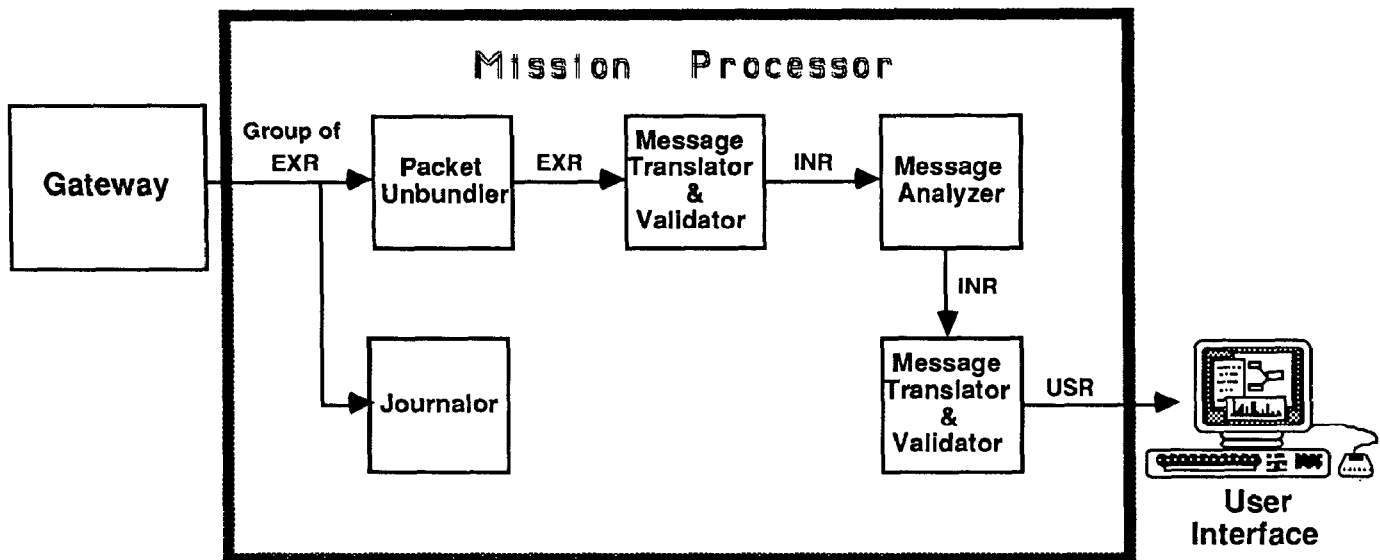 Mission Processor
Gateway
Group of
EXR
Packet
Unbundler
EXR
Message
Translator
&
Validator
INR
Message
Analyzer
INR
Journalor
Message
Translator
&
Validator
USR
User
Interface